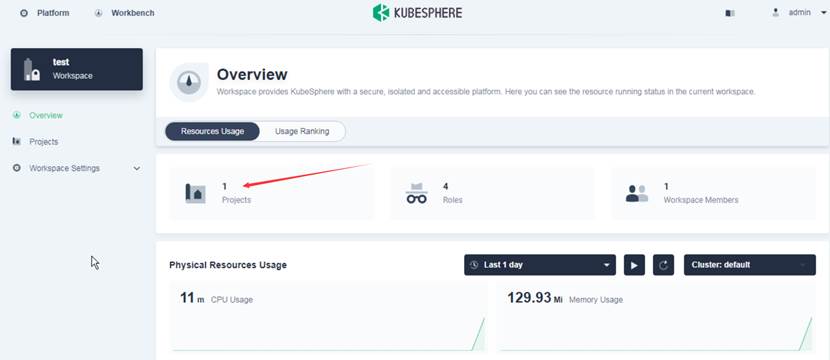 Platform Workbench KUBESPHERE admin
test
Workspace
Overview
Projects
Workspace Settings
Overview
Workspace provides KubeSphere with a secure, isolated and accessible platform. Here you can see the resource running status in the current workspace.
Resources Usage Usage Ranking
1 4 1
Projects Roles Workspace Members
Physical Resources Usage Last 1 day Cluster: default
11 m CPU Usage 129.93 Mi Memory Usage